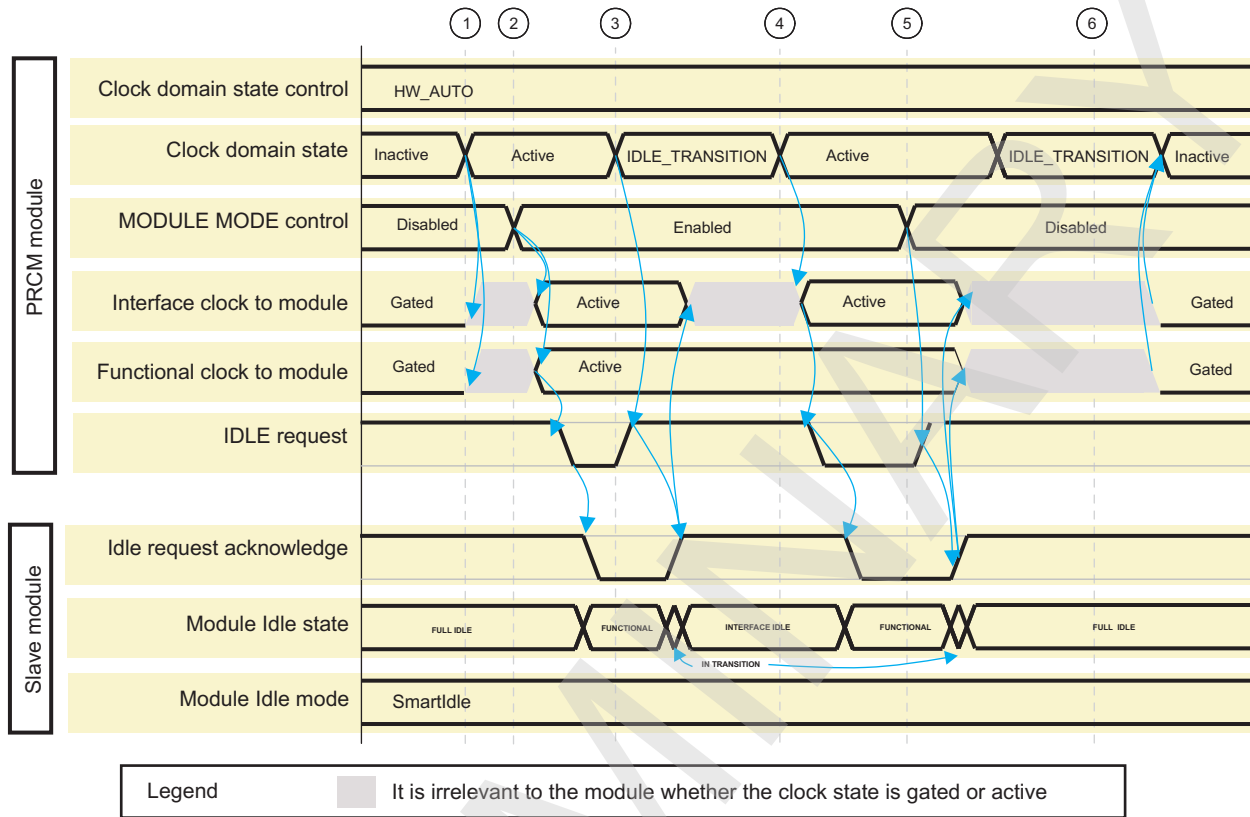 1 2 3 4 5 6
PRCM module
Clock domain state control
HW_AUTO
Clock domain state
Inactive Active IDLE_TRANSITION Active IDLE_TRANSITION Inactive
MODULE MODE control
Disabled Enabled Disabled
Interface clock to module
Gated Active Active Gated
Functional clock to module
Gated Active Gated
IDLE request
Slave module
Idle request acknowledge
Module Idle state
FULL IDLE FUNCTIONAL INTERFACE IDLE FUNCTIONAL FULL IDLE
IN TRANSITION
Module Idle mode
SmartIdle
Legend It is irrelevant to the module whether the clock state is gated or active
MINARY